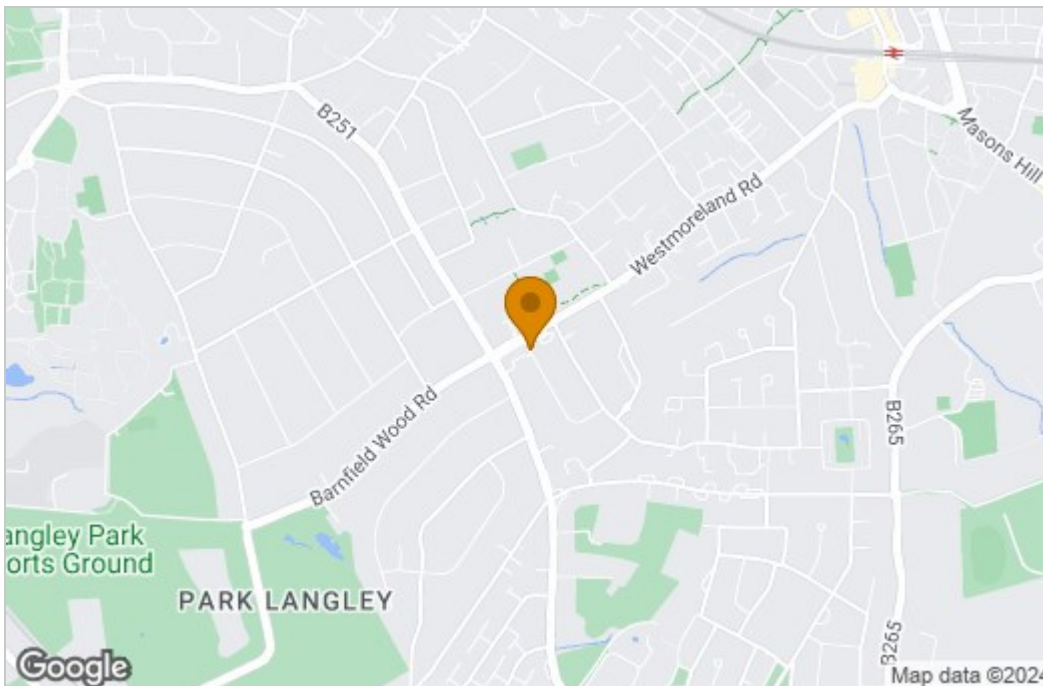 B251
Masons Hill
Westmoreland Rd
Barnfield Wood Rd
B265
angley Park
orts Ground
PARK LANGLEY
B265
Google
Map data ©2024